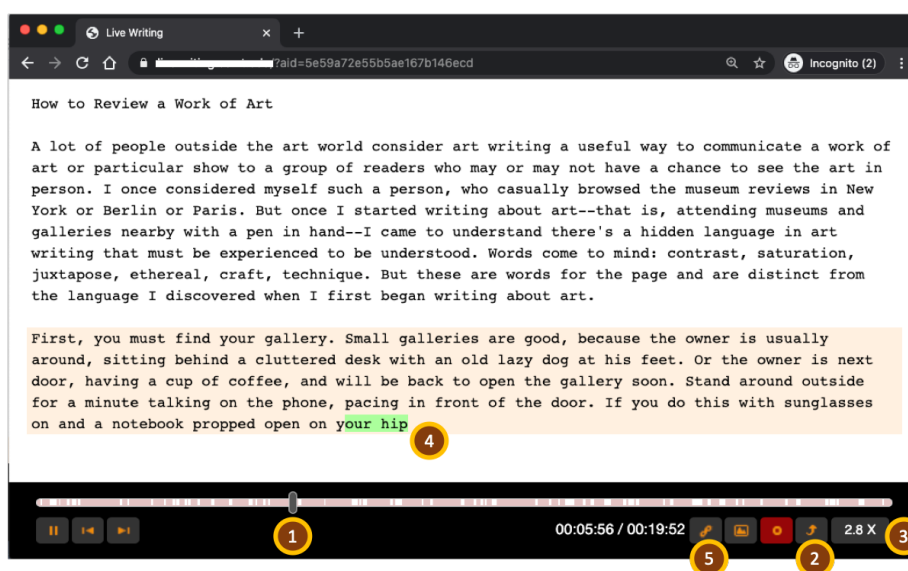 Live Writing
?aid=5e59a72e55b5ae167b146ecd
Incognito (2)
How to Review a Work of Art
A lot of people outside the art world consider art writing a useful way to communicate a work of
art or particular show to a group of readers who may or may not have a chance to see the art in
person. I once considered myself such a person, who casually browsed the museum reviews in New
York or Berlin or Paris. But once I started writing about art--that is, attending museums and
galleries nearby with a pen in hand--I came to understand there's a hidden language in art
writing that must be experienced to be understood. Words come to mind: contrast, saturation,
juxtapose, ethereal, craft, technique. But these are words for the page and are distinct from
the language I discovered when I first began writing about art.
First, you must find your gallery. Small galleries are good, because the owner is usually
around, sitting behind a cluttered desk with an old lazy dog at his feet. Or the owner is next
door, having a cup of coffee, and will be back to open the gallery soon. Stand around outside
for a minute talking on the phone, pacing in front of the door. If you do this with sunglasses
on and a notebook propped open on your hip
4
00:05:56 / 00:19:52
2.8 X
1
5
2
3